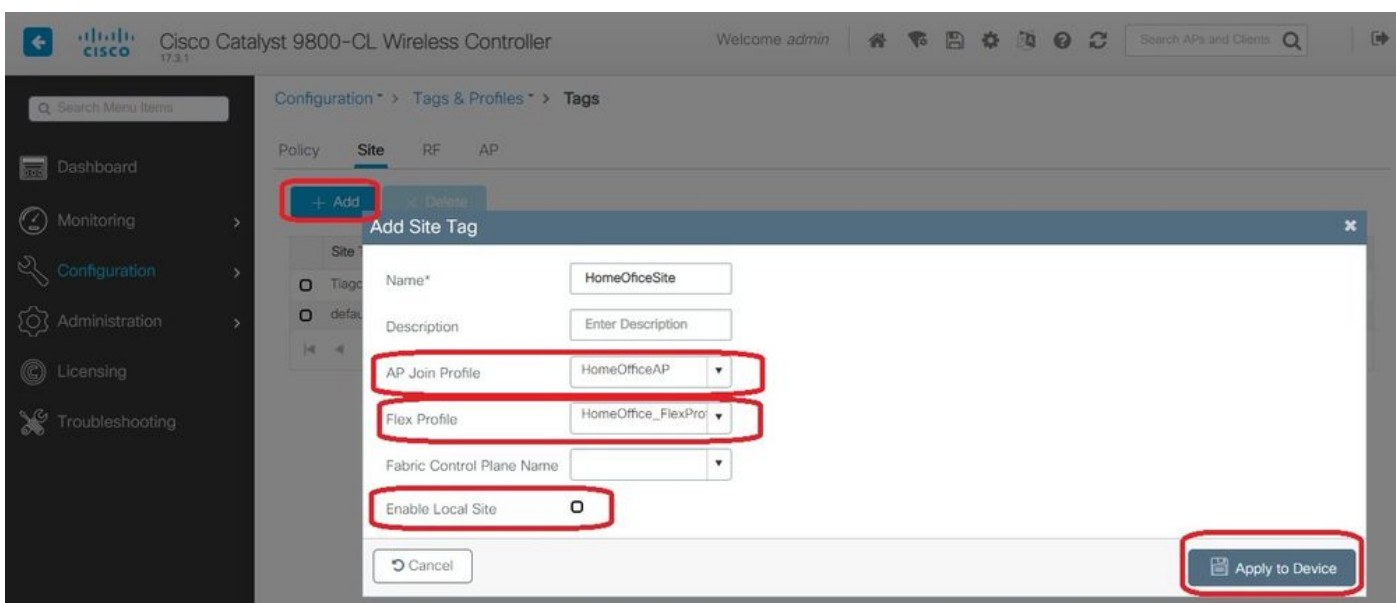 CISCO
Cisco Catalyst 9800-CL Wireless Controller
17.3.1
Welcome admin
Search APs and Clients
Search Menu Items
Dashboard
Monitoring
Configuration
Administration
Licensing
Troubleshooting
Configuration > Tags & Profiles > Tags
Policy Site RF AP
+ Add × Delete
Site
Add Site Tag
Name* HomeOficeSite
Description Enter Description
AP Join Profile HomeOfficeAP
Flex Profile HomeOffice_FlexPro
Fabric Control Plane Name
Enable Local Site
Cancel
Apply to Device